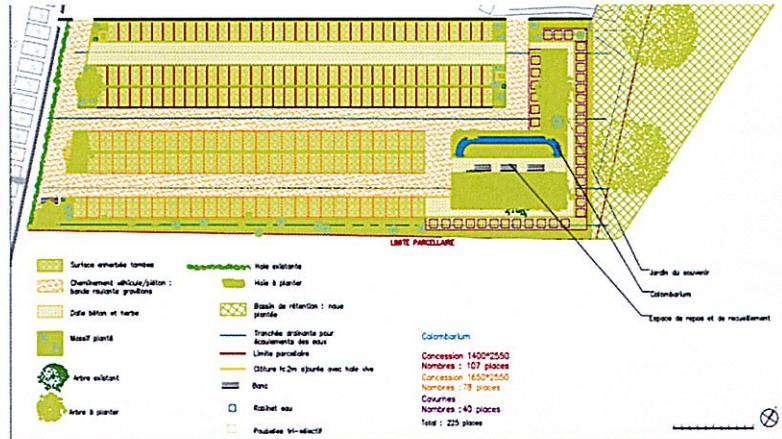 LIMITE PARCELLAIRE
Jardin du souvenir
Colombarium
Espace de repos et de recueillement
Surface enherbée tombes
Cheminement véhicule/piéton :
bande roulante gravillons
Dalle béton et herbe
Massif planté
Arbre existant
Arbre à planter
Haie existante
Haie à planter
Bassin de rétention : noue
plantée
Tranchée drainante pour
écoulements des eaux
Limite parcellaire
Clôture h:2m ajourée avec haie vive
Banc
Robinet eau
Poubelles tri-sélectif
Colombarium
Concession 1400*2550
Nombres : 107 places
Concession 1650*2550
Nombres : 78 places
Cavurnes
Nombres : 40 places
Total : 225 places